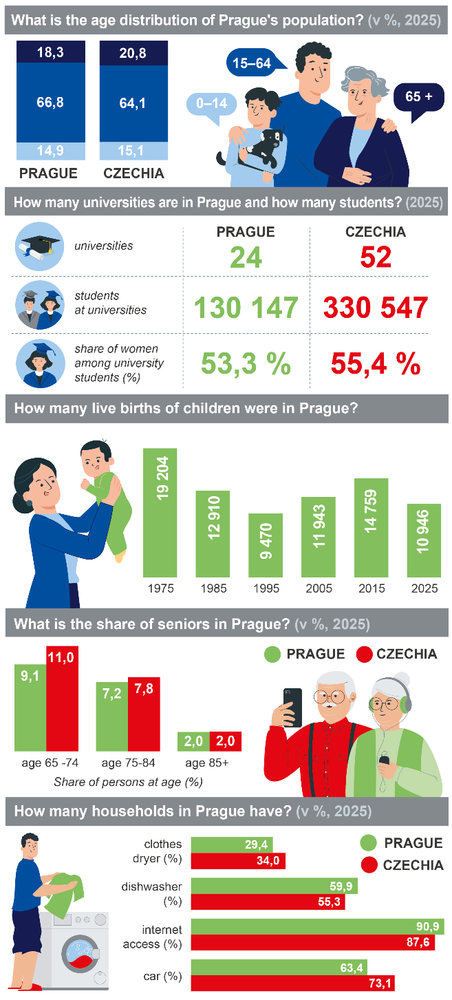 What is the age distribution of Prague's population? (v %, 2025)
18,3
20,8
66,8
64,1
14,9
15,1
PRAGUE
CZECHIA
0–14
15–64
65 +
How many universities are in Prague and how many students? (2025)
PRAGUE
CZECHIA
universities
24
52
students
at universities
130 147
330 547
share of women
among university
students (%)
53,3 %
55,4 %
How many live births of children were in Prague?
19 204
12 910
9 470
11 943
14 759
10 946
1975
1985
1995
2005
2015
2025
What is the share of seniors in Prague? (v %, 2025)
PRAGUE
CZECHIA
9,1
11,0
7,2
7,8
2,0
2,0
age 65 -74
age 75-84
age 85+
Share of persons at age (%)
How many households in Prague have? (v %, 2025)
PRAGUE
CZECHIA
clothes
dryer (%)
29,4
34,0
dishwasher
(%)
59,9
55,3
internet
access (%)
90,9
87,6
car (%)
63,4
73,1